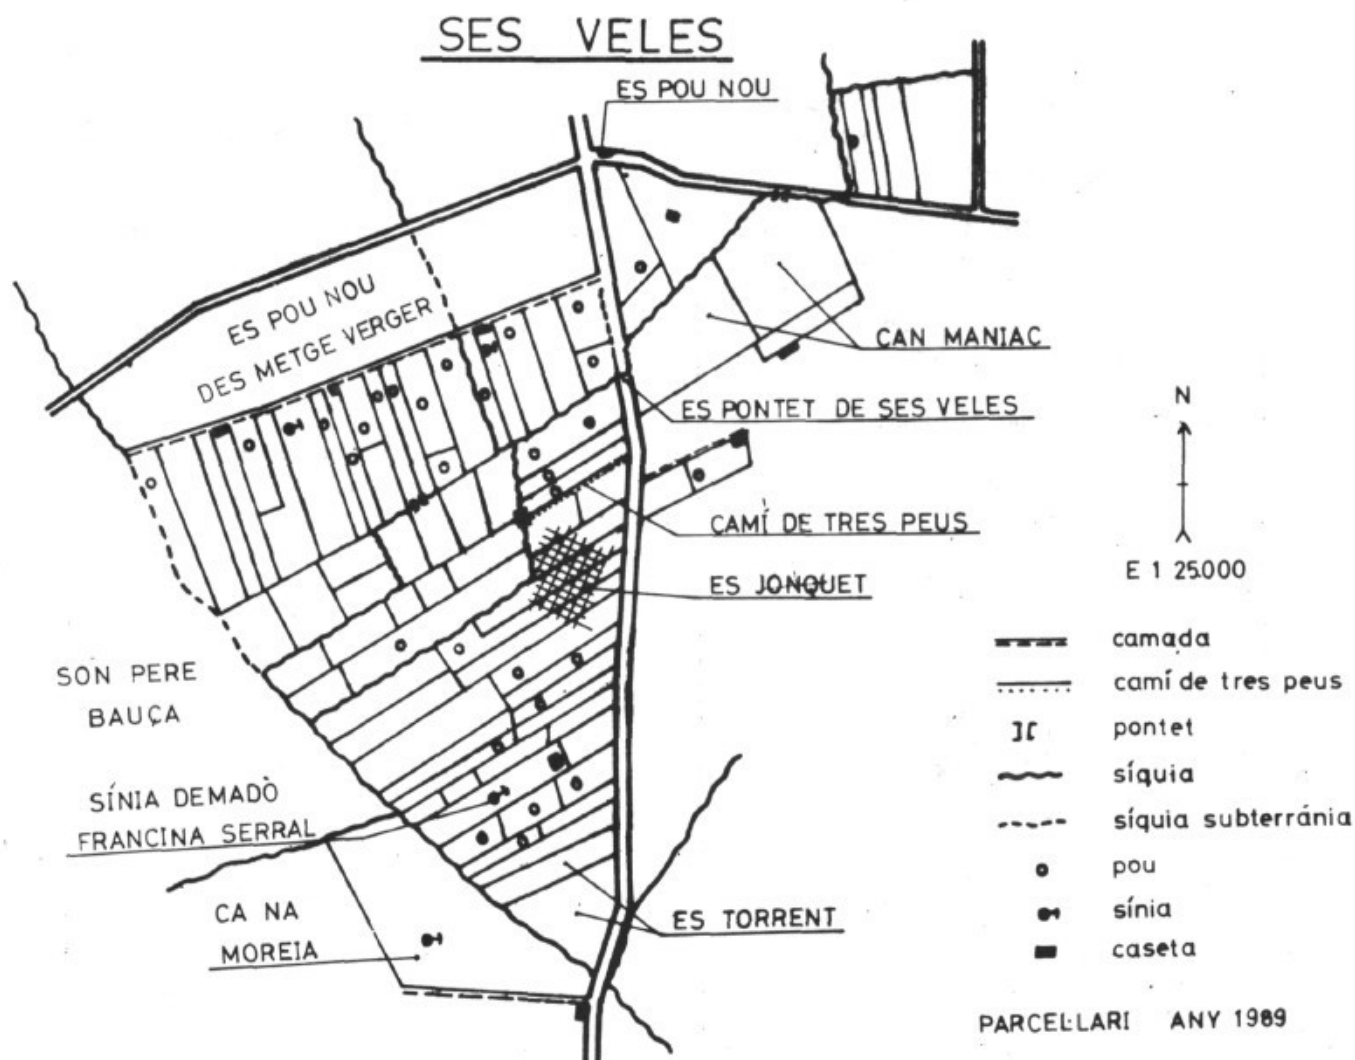 SES VELES
ES POU NOU
ES POU NOU
DES METGE VERGER
CAN MANIAC
ES PONTET DE SES VELES
N
CAMÍ DE TRES PEUS
E 1 25.000
ES JONQUET
camada
SON PERE
BAUÇA
camí de tres peus
pontet
síquia
SÍNIA DEMADÒ
FRANCINA SERRAL
síquia subterránia
pou
sínia
CA NA
MOREIA
ES TORRENT
caseta
PARCEL·LARI ANY 1989